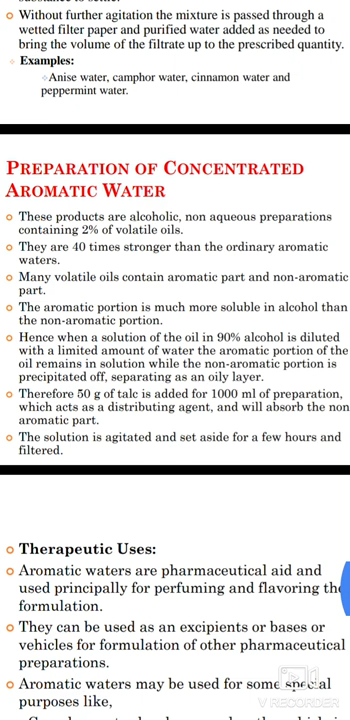 Without further agitation the mixture is passed through a
wetted filter paper and purified water added as needed to
bring the volume of the filtrate up to the prescribed quantity.
Examples:
Anise water, camphor water, cinnamon water and
peppermint water.
PREPARATION OF CONCENTRATED
AROMATIC WATER
These products are alcoholic, non aqueous preparations
containing 2% of volatile oils.
They are 40 times stronger than the ordinary aromatic
waters.
Many volatile oils contain aromatic part and non-aromatic
part.
The aromatic portion is much more soluble in alcohol than
the non-aromatic portion.
Hence when a solution of the oil in 90% alcohol is diluted
with a limited amount of water the aromatic portion of the
oil remains in solution while the non-aromatic portion is
precipitated off, separating as an oily layer.
Therefore 50 g of talc is added for 1000 ml of preparation,
which acts as a distributing agent, and will absorb the non
aromatic part.
The solution is agitated and set aside for a few hours and
filtered.
Therapeutic Uses:
Aromatic waters are pharmaceutical aid and
used principally for perfuming and flavoring the
formulation.
They can be used as an excipients or bases or
vehicles for formulation of other pharmaceutical
preparations.
Aromatic waters may be used for some special
purposes like,
V RECORDER